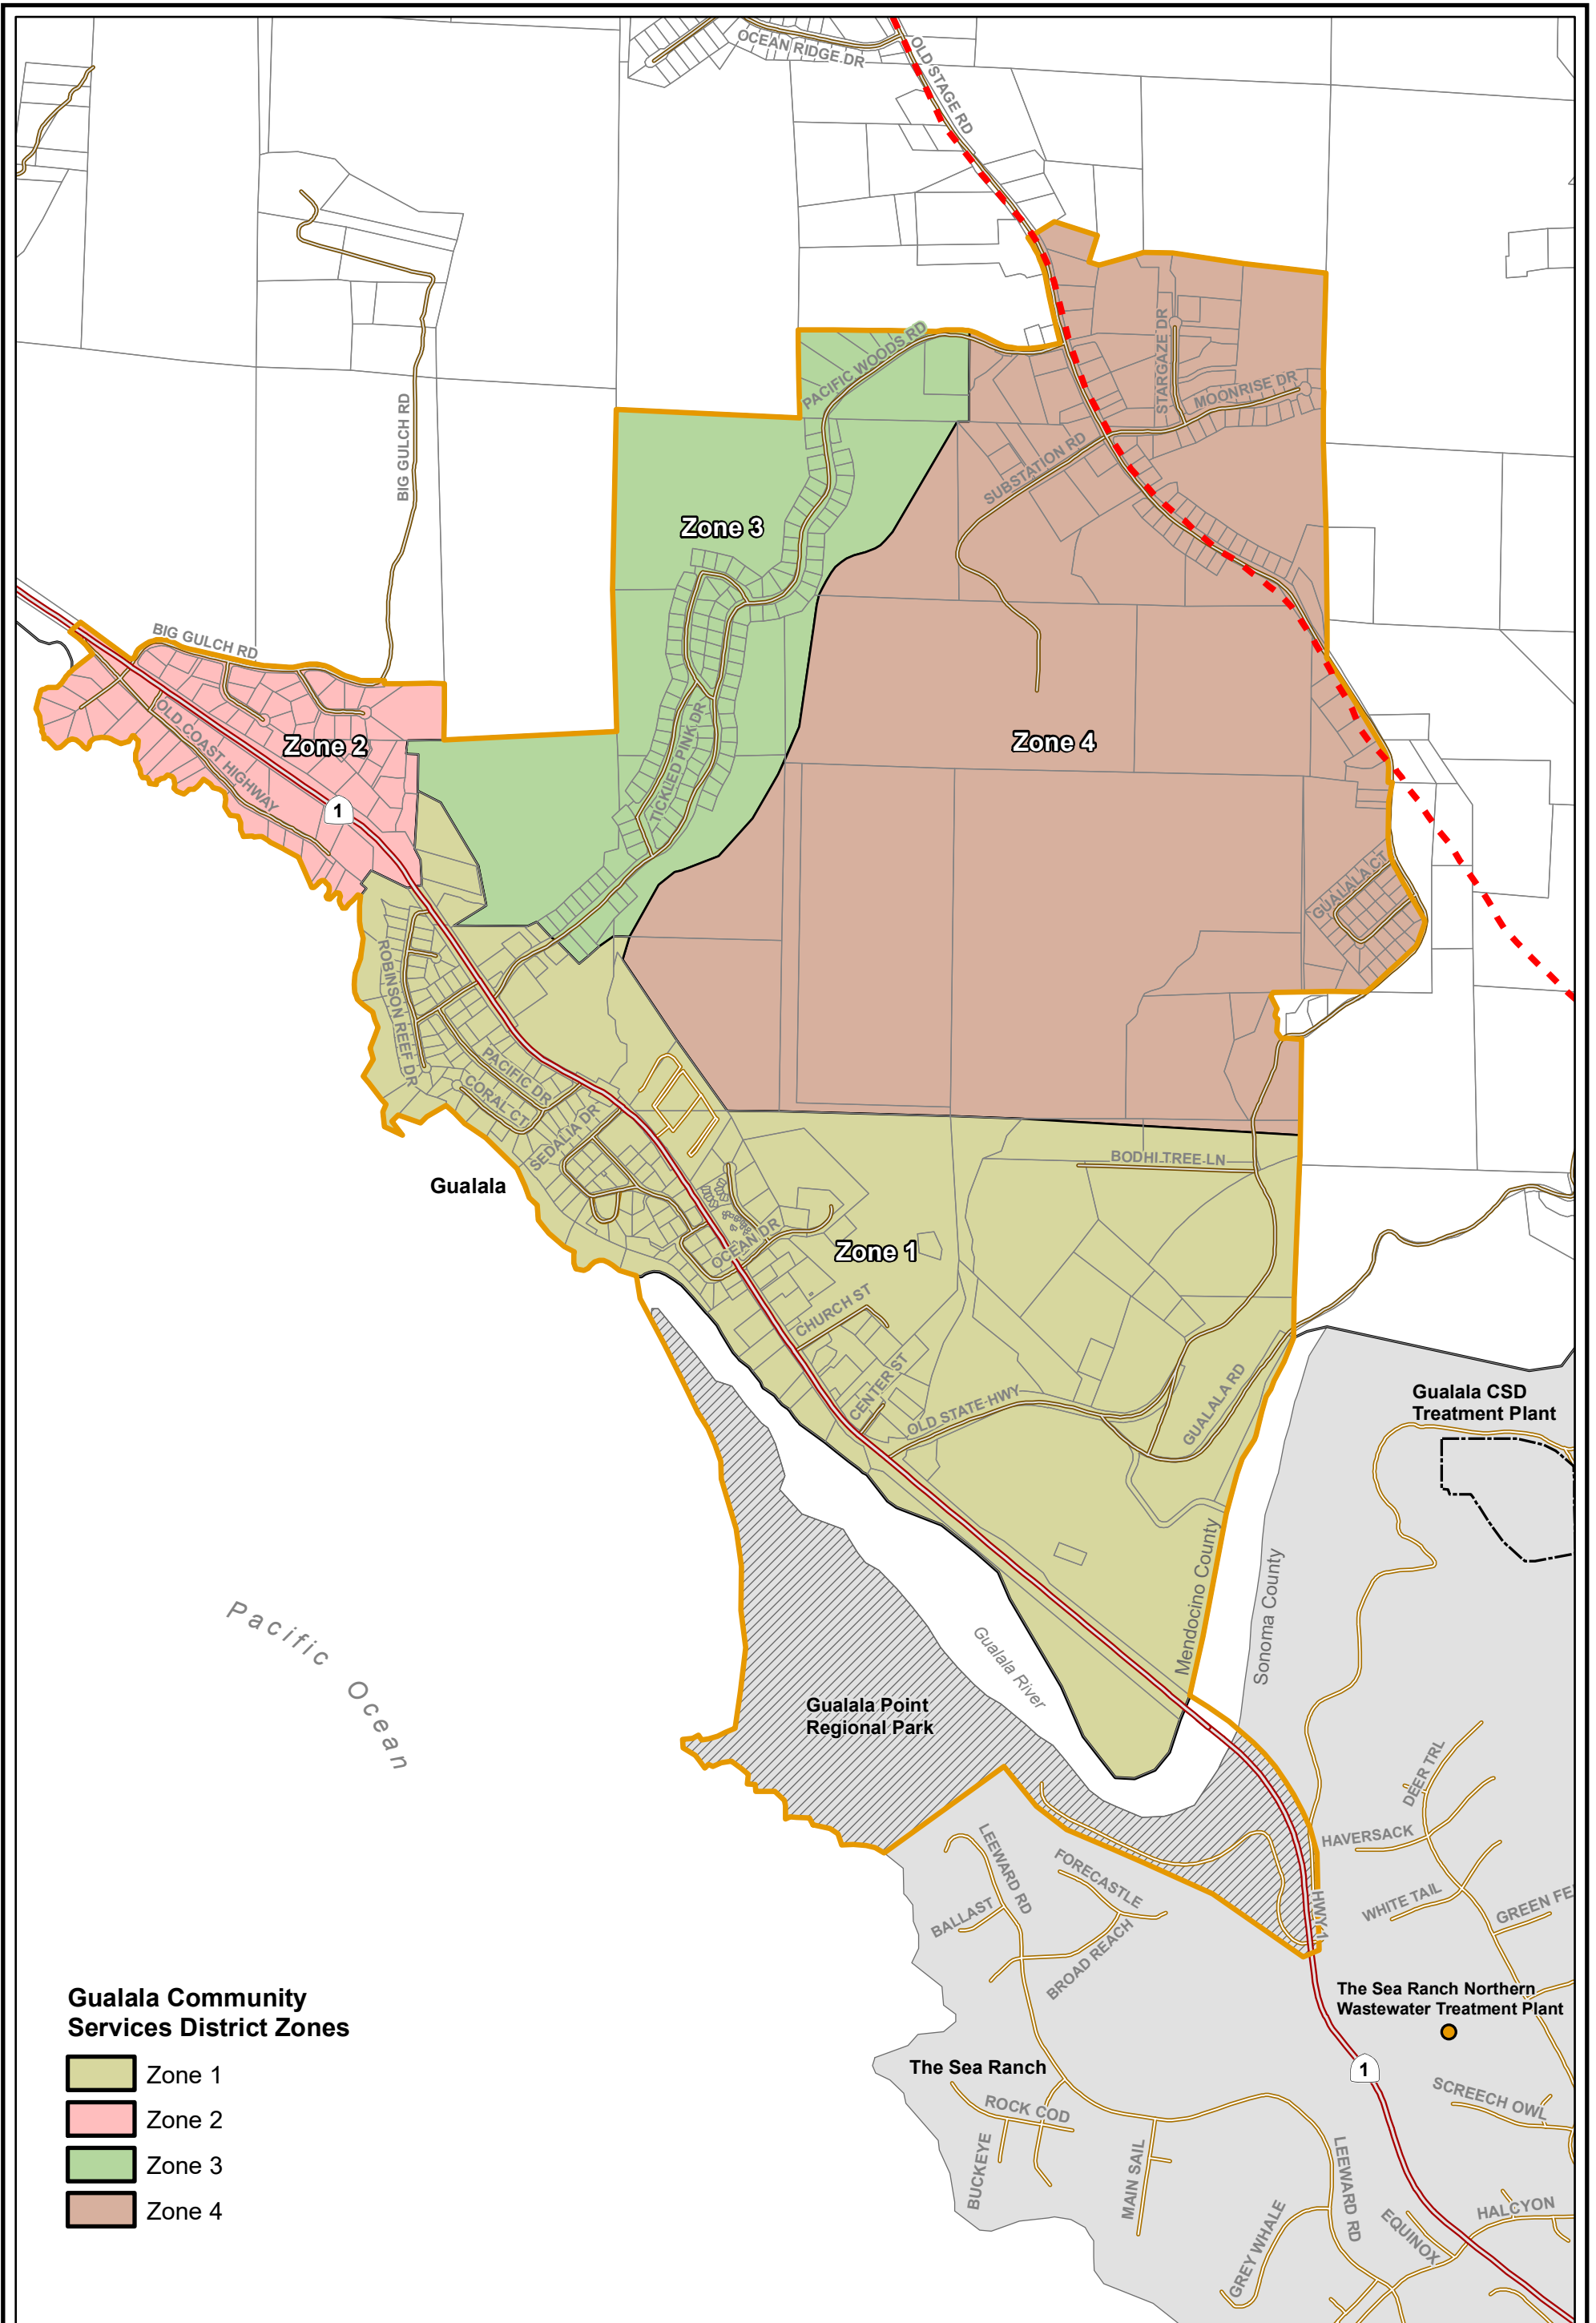 OCEAN RIDGE DR
OLD STAGE RD
PACIFIC WOODS RD
STARGAZE DR
MOONRISE DR
SUBSTATION RD
BIG GULCH RD
Zone 3
BIG GULCH RD
OLD COAST HIGHWAY
Zone 2
1
TICKLED PINK DR
Zone 4
GUALALA CT
ROBINSON REEF DR
PACIFIC DR
CORAL CT
SEDALIA DR
Gualala
BODHI TREE LN
OCEAN DR
Zone 1
CHURCH ST
CENTER ST
OLD STATE HWY
GUALALA RD
Gualala CSD
Treatment Plant
Mendocino County
Sonoma County
Pacific Ocean
Gualala River
Gualala Point
Regional Park
DEER TRL
HAVERSACK
LEEWARD RD
FORECASTLE
BALLAST
BROAD REACH
HWY 1
WHITE TAIL
GREEN FE
The Sea Ranch Northern
Wastewater Treatment Plant
The Sea Ranch
1
ROCK COD
BUCKEYE
MAIN SAIL
LEEWARD RD
SCREECH OWL
GREY WHALE
EQUINOX
HALCYON
Gualala Community
Services District Zones
Zone 1
Zone 2
Zone 3
Zone 4